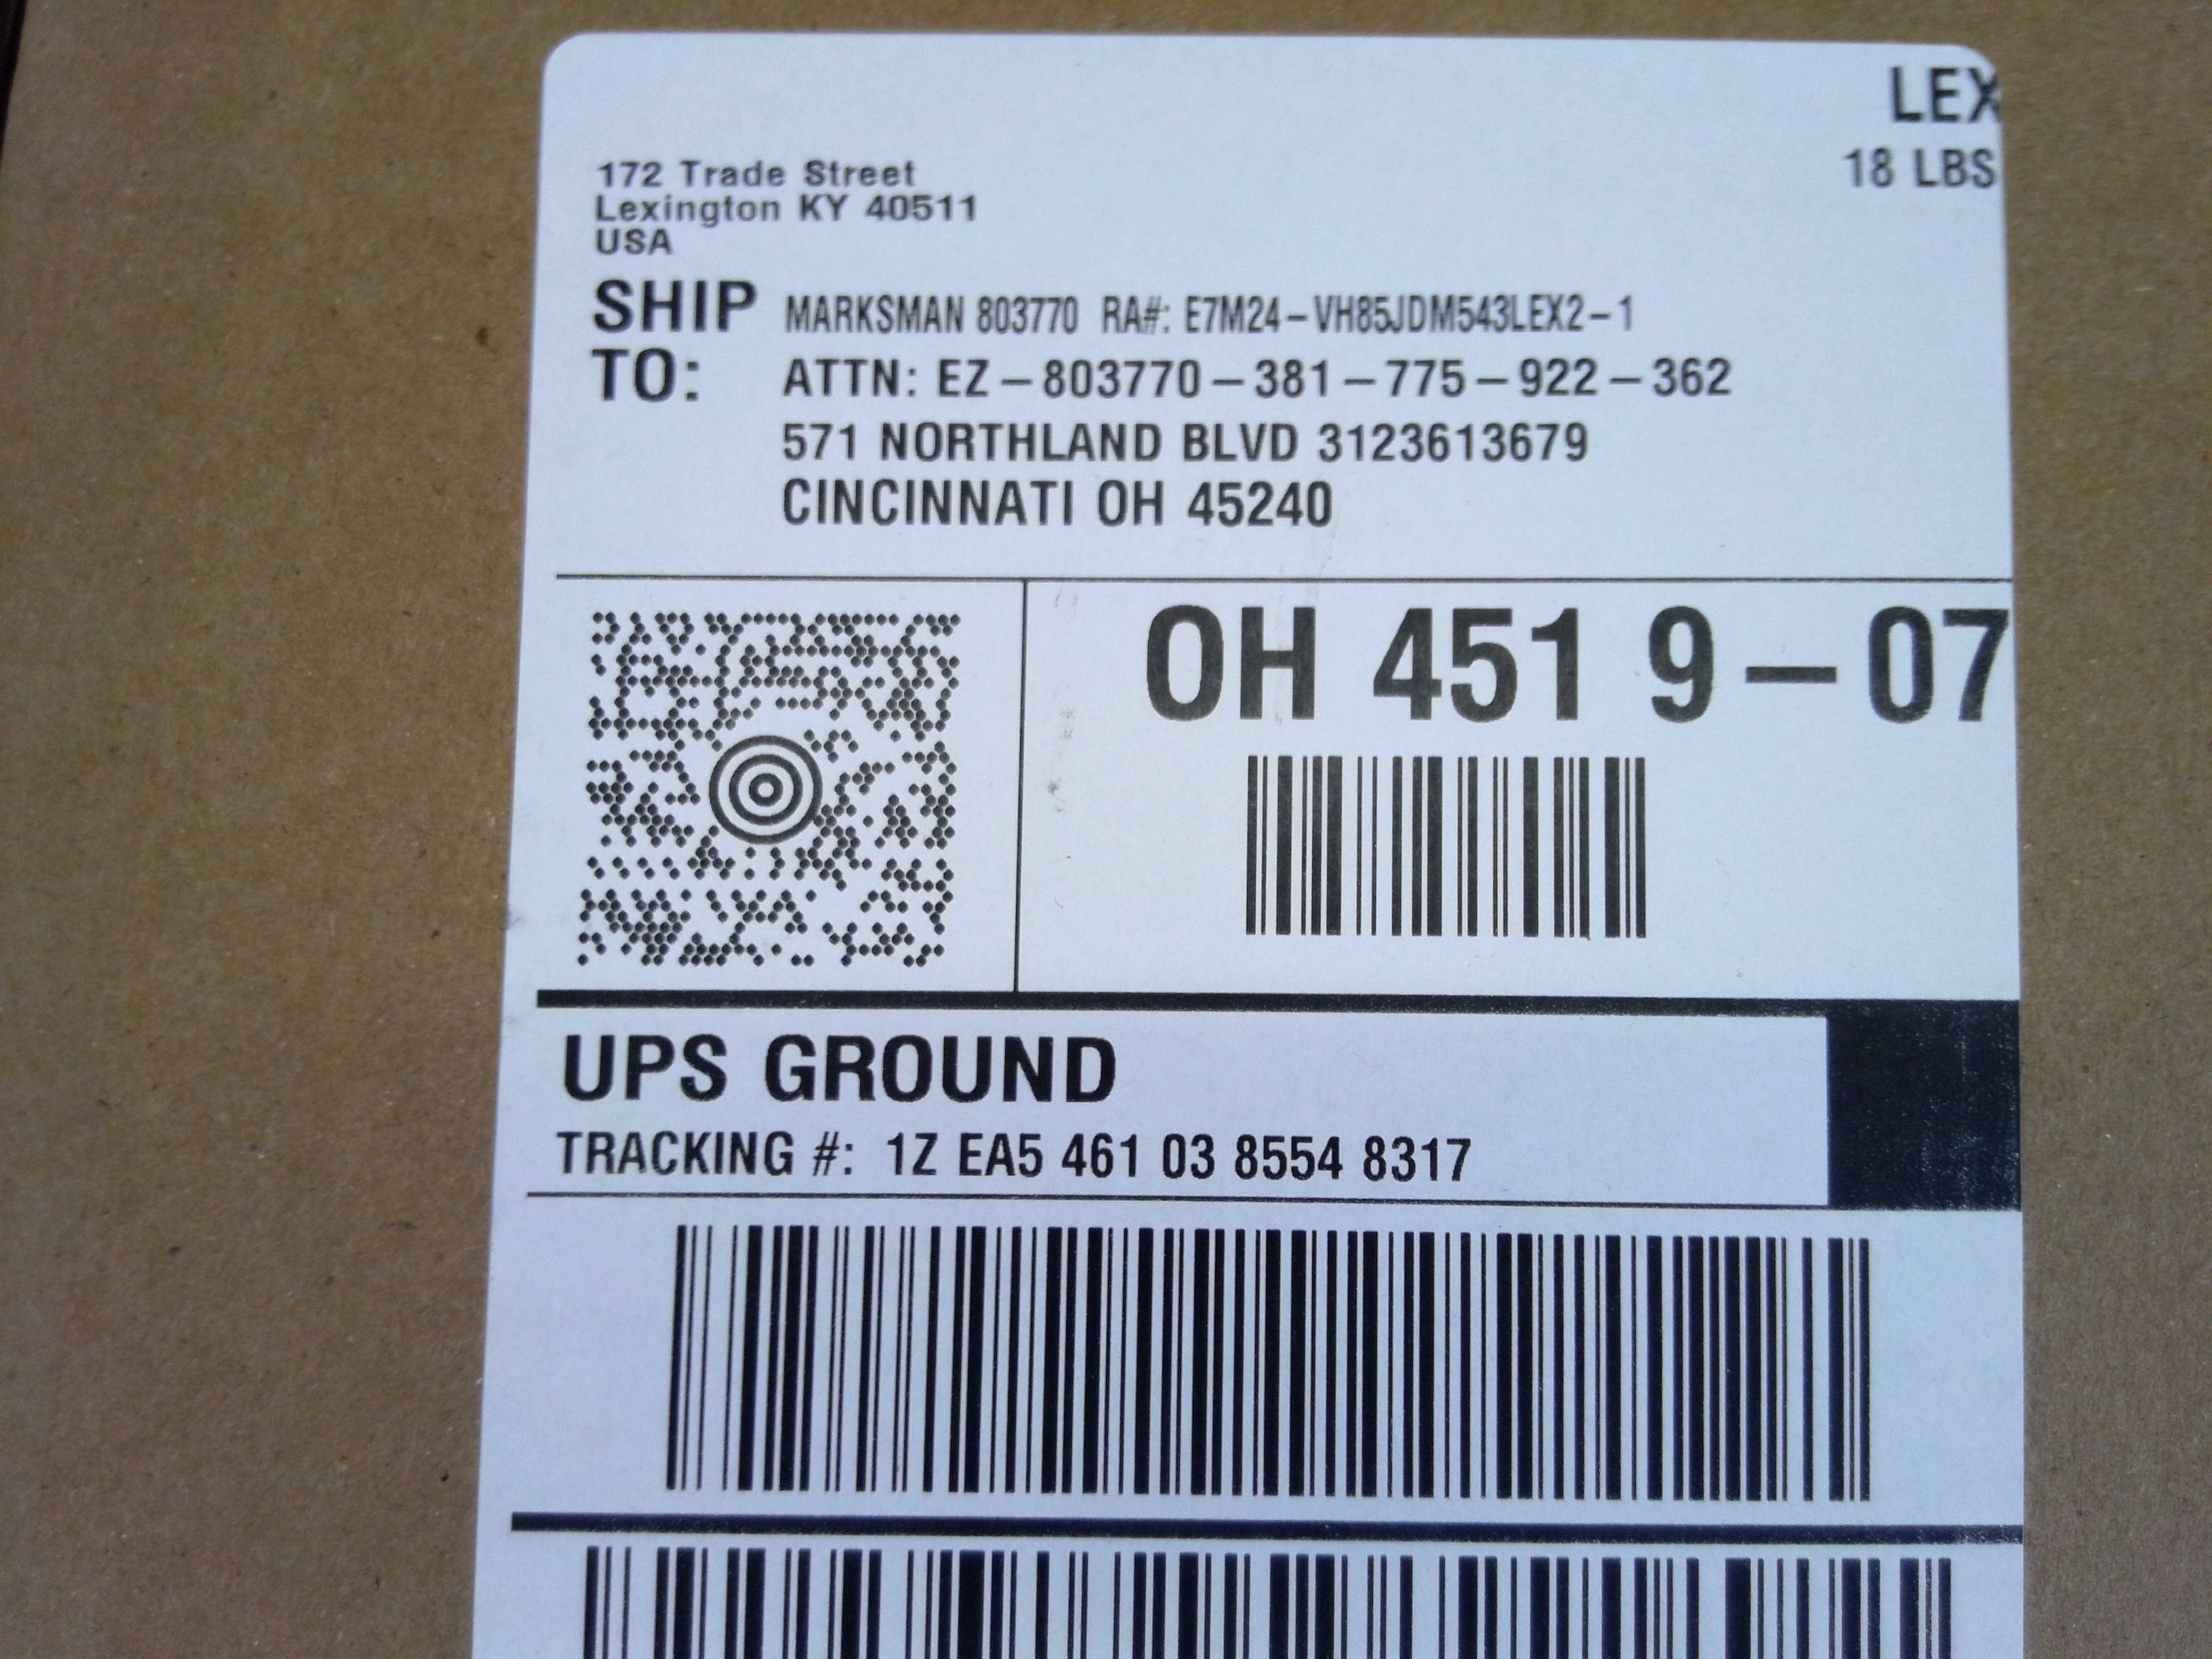 LEX
18 LBS
172 Trade Street
Lexington KY 40511
USA
SHIP TO: MARKSMAN 803770 RA#: E7M24-VH85JDM543LEX2-1
ATTN: EZ-803770-381-775-922-362
571 NORTHLAND BLVD 3123613679
CINCINNATI OH 45240
OH 451 9-07
UPS GROUND
TRACKING #: 1Z EA5 461 03 8554 8317